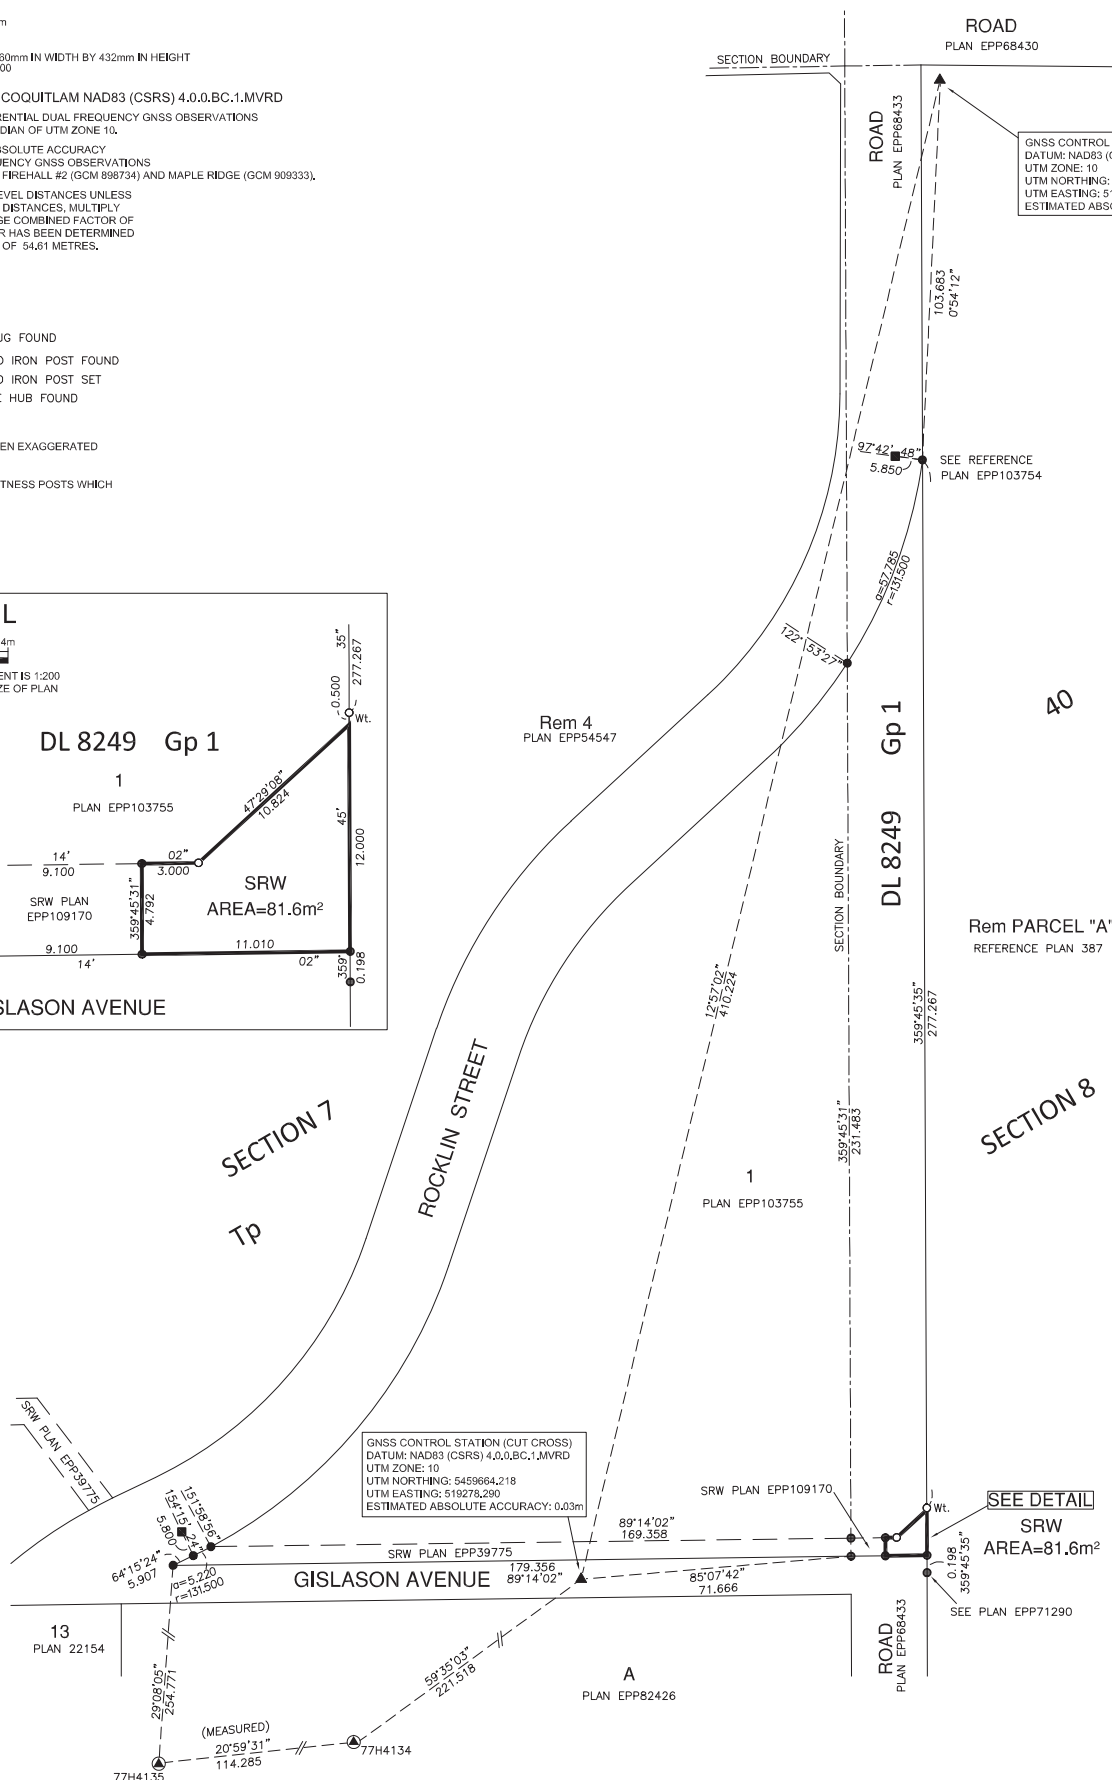 ROAD
PLAN EPP68430
SECTION BOUNDARY
60mm IN WIDTH BY 432mm IN HEIGHT
COQUITLAM NAD83 (CSRS) 4.0.0.BC.1.MVRD
RENTIAL DUAL FREQUENCY GNSS OBSERVATIONS
DIAN OF UTM ZONE 10.
BSOLUTE ACCURACY
UENCY GNSS OBSERVATIONS
FIREHALL #2 (GCM 898734) AND MAPLE RIDGE (GCM 909333).
EVEL DISTANCES UNLESS
DISTANCES, MULTIPLY
GE COMBINED FACTOR OF
R HAS BEEN DETERMINED
OF 54.61 METRES.
UG FOUND
D IRON POST FOUND
D IRON POST SET
E HUB FOUND
EN EXAGGERATED
TNESS POSTS WHICH
ROAD
PLAN EPP68433
GNSS CONTROL
DATUM: NAD83 (
UTM ZONE: 10
UTM NORTHING:
UTM EASTING: 51
ESTIMATED ABSO
103.683
0°54'12"
97°42'48"
5.850
SEE REFERENCE
PLAN EPP103754
a=57.785
r=131.500
122°53'27"
L
4m
ENT IS 1:200
ZE OF PLAN
35"
277.267
0.500
Wt.
DL 8249 Gp 1
1
PLAN EPP103755
47°29'08"
10.824
45'
12.000
14'
9.100
02"
3.000
SRW PLAN
EPP109170
359°45'31"
4.792
SRW
AREA=81.6m²
9.100
14'
11.010
02"
359°
0.198
SLASON AVENUE
Rem 4
PLAN EPP54547
DL 8249 Gp 1
40
SECTION BOUNDARY
Rem PARCEL "A"
REFERENCE PLAN 387
12°57'02"
410.224
359°45'35"
277.267
ROCKLIN STREET
SECTION 7
Tp
SECTION 8
359°45'31"
231.483
1
PLAN EPP103755
SRW PLAN EPP39775
GNSS CONTROL STATION (CUT CROSS)
DATUM: NAD83 (CSRS) 4.0.0.BC.1.MVRD
UTM ZONE: 10
UTM NORTHING: 5459664.218
UTM EASTING: 519278.290
ESTIMATED ABSOLUTE ACCURACY: 0.03m
SRW PLAN EPP109170
Wt.
SEE DETAIL
SRW
AREA=81.6m²
151°58'56"
154°15'24"
5.800
64°15'24"
5.907
a=5.220
r=131.500
89°14'02"
169.358
SRW PLAN EPP39775
179.356
89°14'02"
GISLASON AVENUE
85°07'42"
71.666
0.198
359°45'35"
SEE PLAN EPP71290
ROAD
PLAN EPP68433
13
PLAN 22154
29°08'05"
254.771
59°35'03"
221.518
A
PLAN EPP82426
(MEASURED)
20°59'31"
114.285
77H4134
77H4135